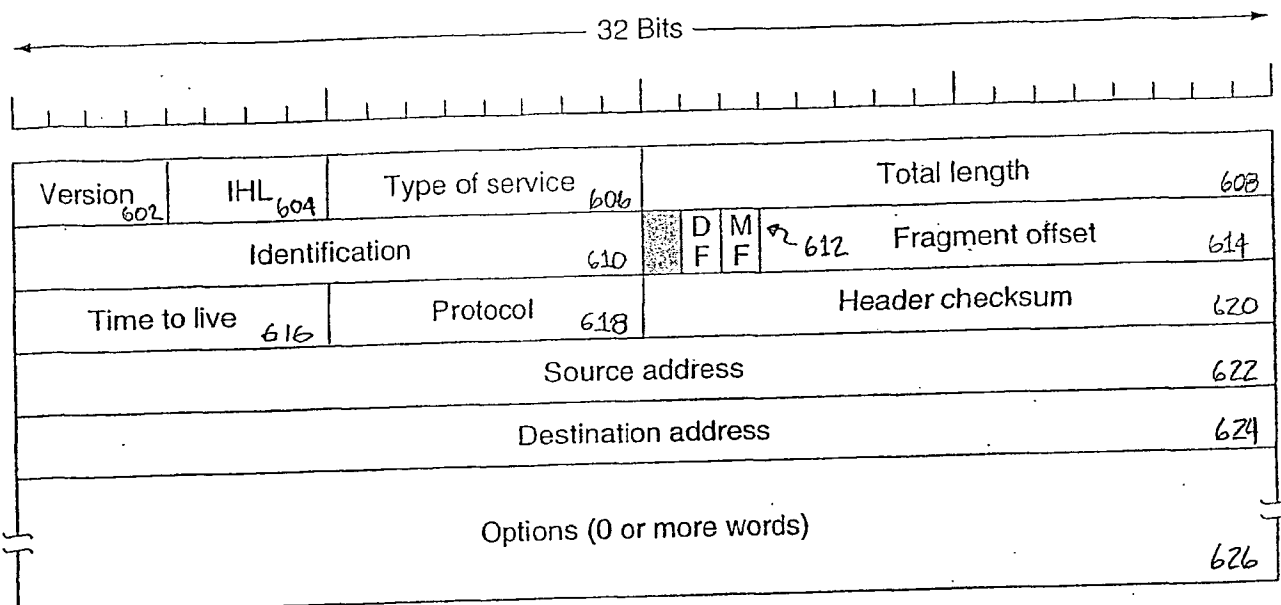 32 Bits
Version 602 IHL 604 Type of service 606 Total length 608
Identification 610 D F M F 612 Fragment offset 614
Time to live 616 Protocol 618 Header checksum 620
Source address 622
Destination address 624
Options (0 or more words) 626